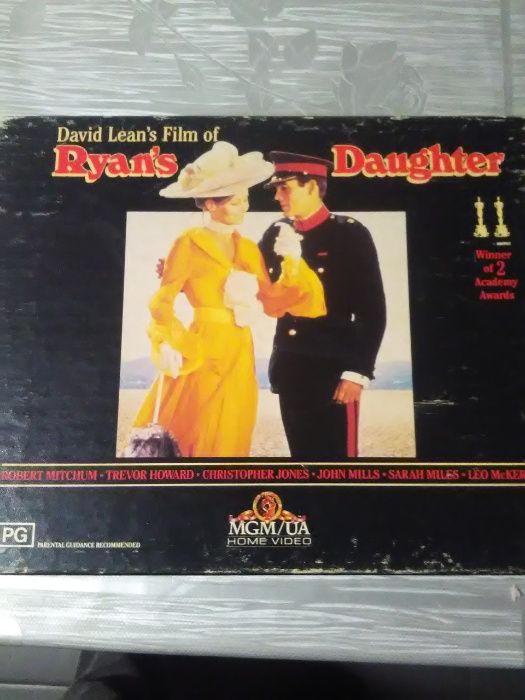 David Lean's Film of
Ryan's Daughter
Winner
of 2
Academy
Awards
ROBERT MITCHUM · TREVOR HOWARD · CHRISTOPHER JONES · JOHN MILLS · SARAH MILES · LEO McKER
MGM/UA
HOME VIDEO
PG
PARENTAL GUIDANCE RECOMMENDED